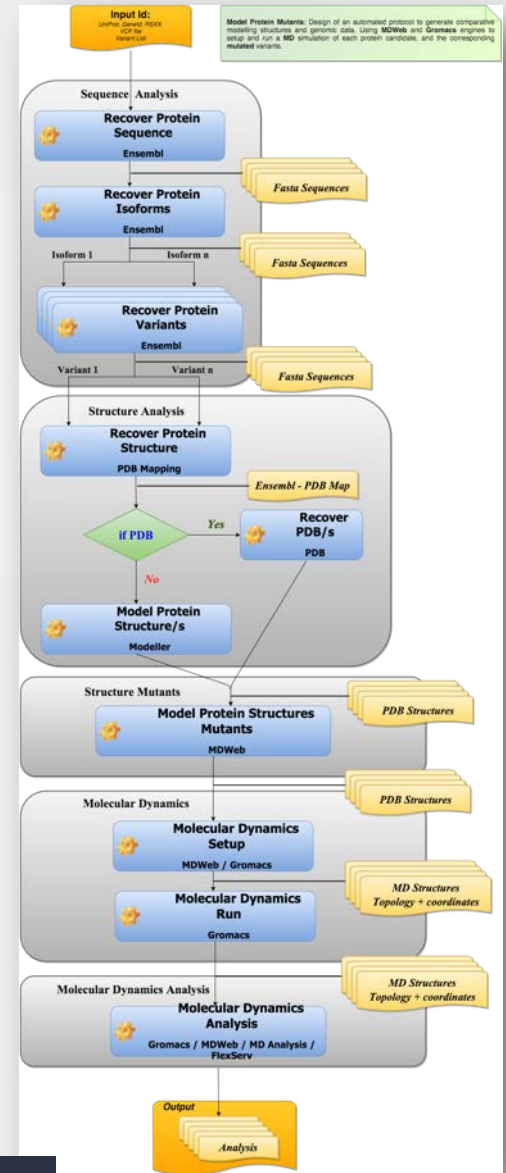 Input Id:
UniProt, GeneId, RSXX,
VCF file
Variant List
Model Protein Mutants: Design of an automated protocol to generate comparative
modelling structures and genomic data. Using MDWeb and Gromacs engines to
setup and run a MD simulation of each protein candidate, and the corresponding
mutated variants.
Sequence Analysis
Recover Protein
Sequence
Ensembl
Fasta Sequences
Recover Protein
Isoforms
Ensembl
Fasta Sequences
Isoform 1
Isoform n
Recover Protein
Variants
Ensembl
Fasta Sequences
Variant 1
Variant n
Structure Analysis
Recover Protein
Structure
PDB Mapping
Ensembl - PDB Map
if PDB
Yes
Recover
PDB/s
PDB
No
Model Protein
Structure/s
Modeller
Structure Mutants
PDB Structures
Model Protein Structures
Mutants
MDWeb
PDB Structures
Molecular Dynamics
Molecular Dynamics
Setup
MDWeb / Gromacs
MD Structures
Topology + coordinates
Molecular Dynamics
Run
Gromacs
MD Structures
Topology + coordinates
Molecular Dynamics Analysis
Molecular Dynamics
Analysis
Gromacs / MDWeb / MD Analysis /
FlexServ
Output
Analysis